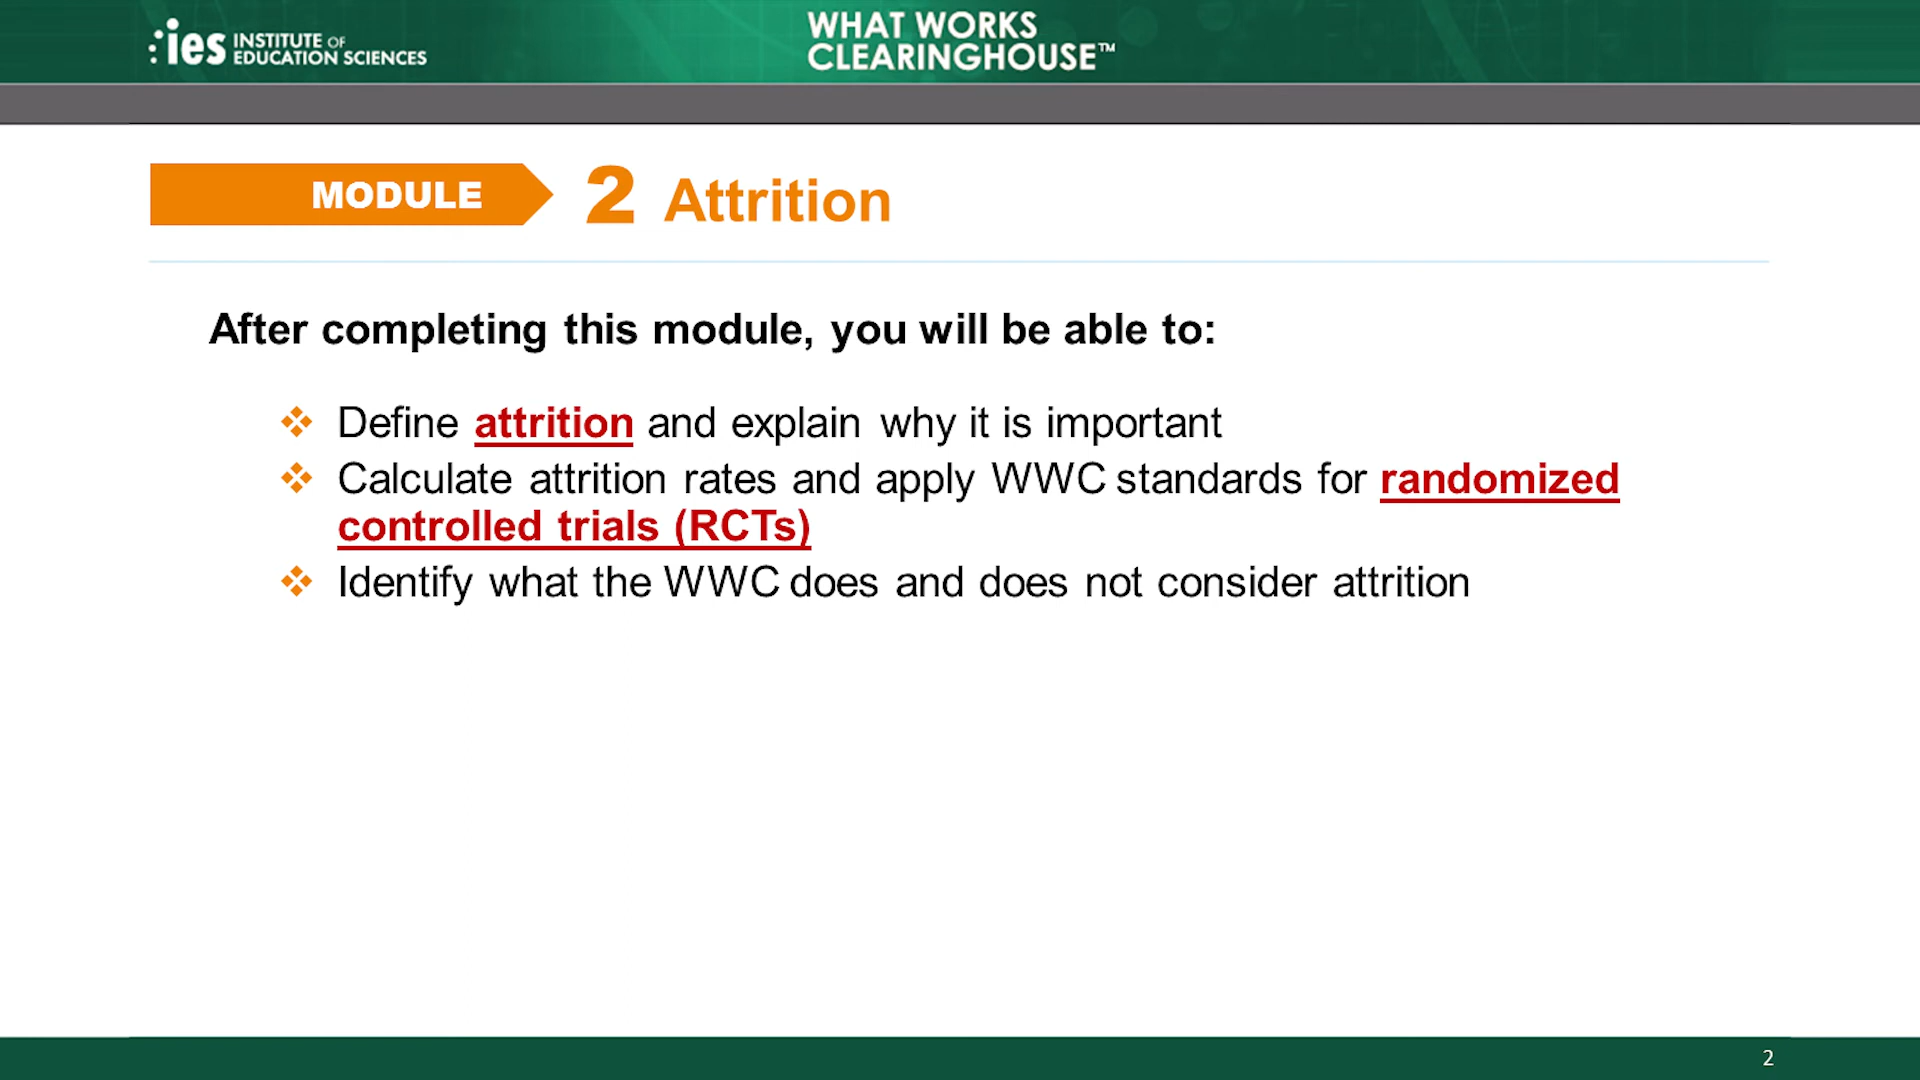 ies INSTITUTE OF
EDUCATION SCIENCES
WHAT WORKS
CLEARINGHOUSE™
MODULE 2 Attrition
After completing this module, you will be able to:
❖ Define attrition and explain why it is important
❖ Calculate attrition rates and apply WWC standards for randomized
controlled trials (RCTs)
❖ Identify what the WWC does and does not consider attrition
2